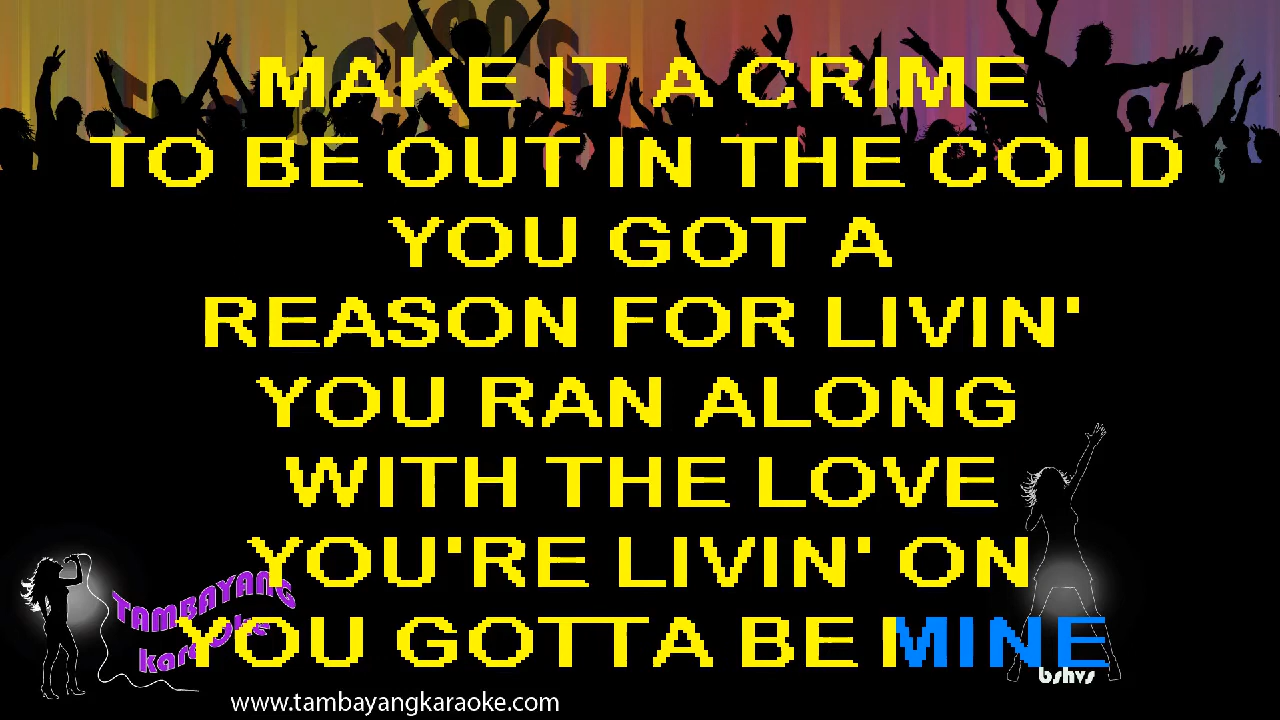 MAKE IT A CRIME
TO BE OUT IN THE COLD
YOU GOT A
REASON FOR LIVIN'
YOU RAN ALONG
WITH THE LOVE
YOU'RE LIVIN' ON
YOU GOTTA BE MINE
TAMBAYANG
karaoke
bshvs
www.tambayangkaraoke.com